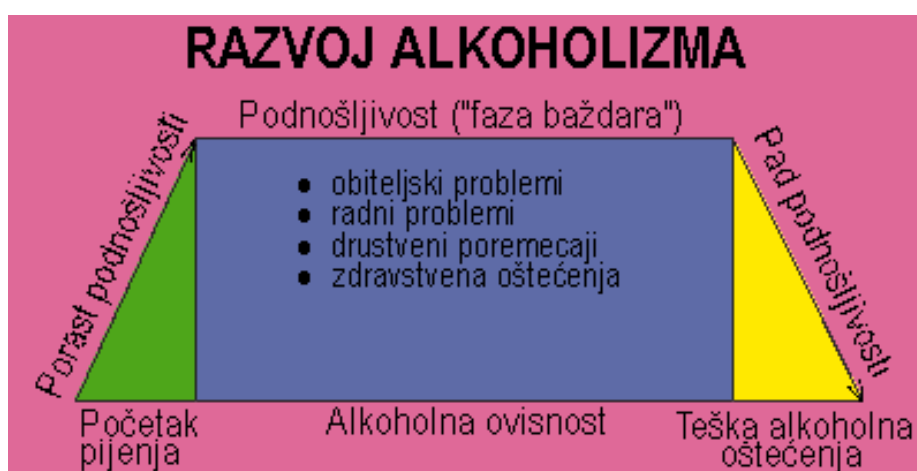 RAZVOJ ALKOHOLIZMA
Podnošljivost ("faza baždara")
Porast podnošljivosti
• obiteljski problemi
• radni problemi
• drustveni poremecaji
• zdravstvena oštećenja
Pad podnošljivosti
Početak
pijenja
Alkoholna ovisnost
Teška alkoholna
oštećenja